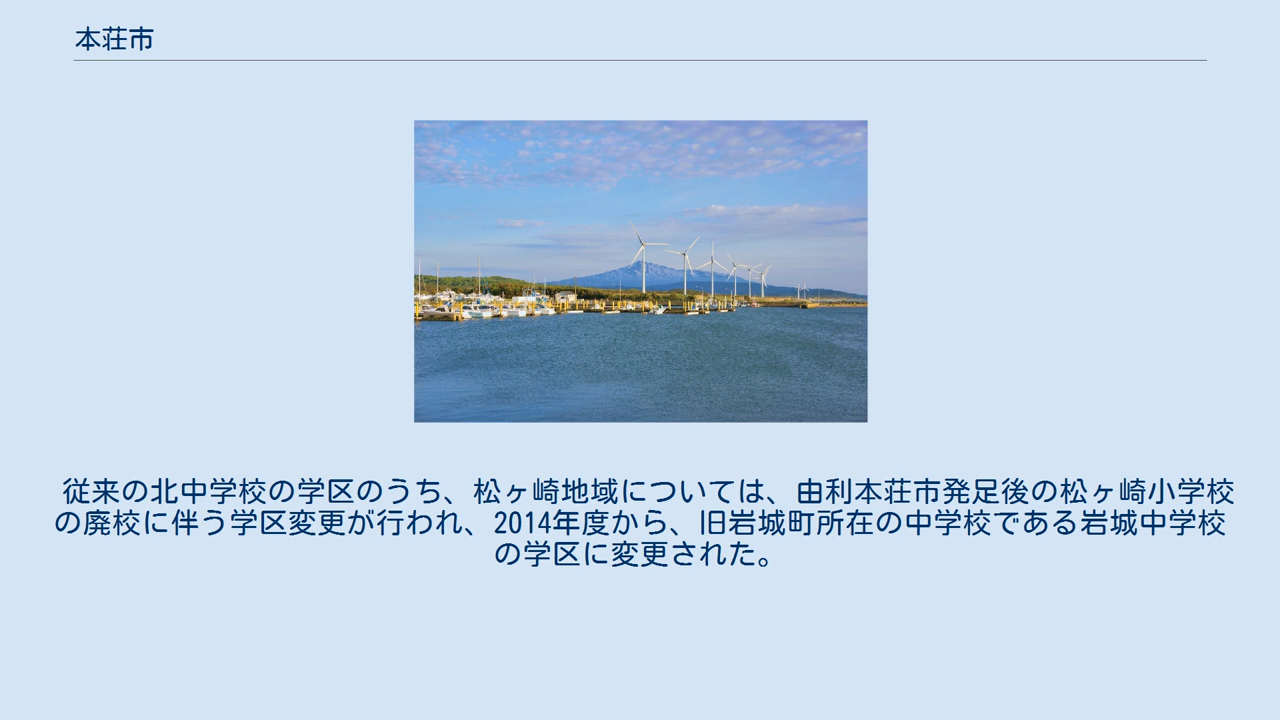 本荘市
従来の北中学校の学区のうち、松ヶ崎地域については、由利本荘市発足後の松ヶ崎小学校
の廃校に伴う学区変更が行われ、2014年度から、旧岩城町所在の中学校である岩城中学校
の学区に変更された。